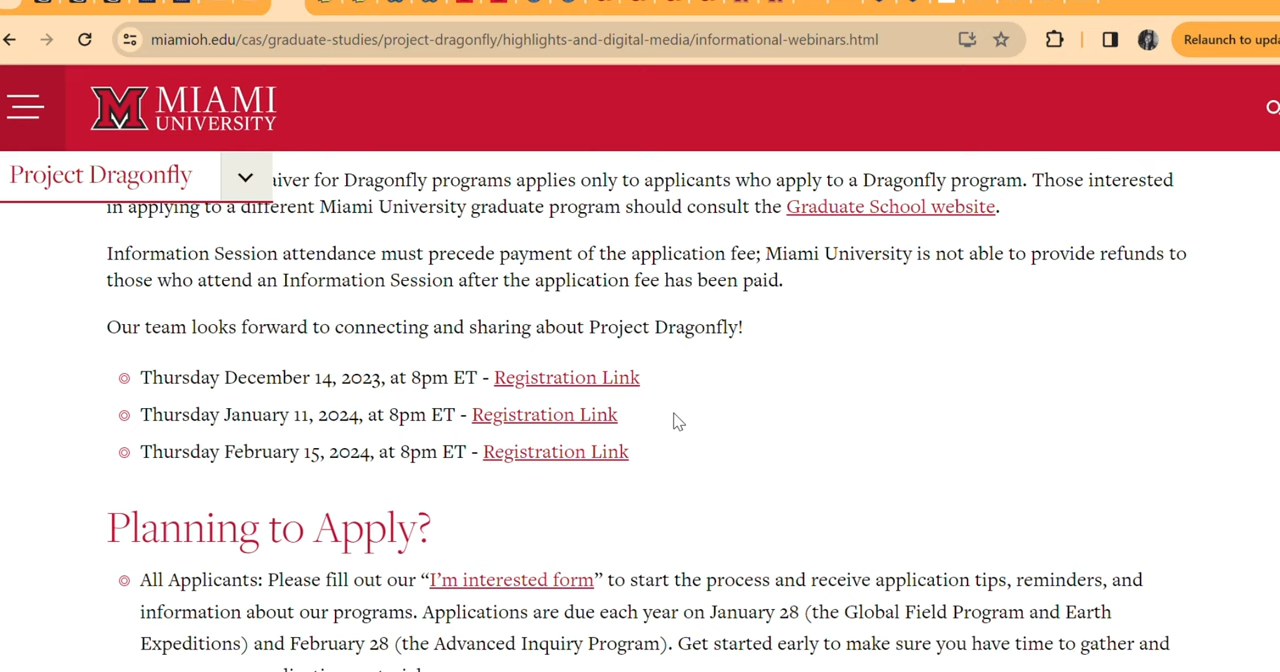 miamioh.edu/cas/graduate-studies/project-dragonfly/highlights-and-digital-media/informational-webinars.html
Relaunch to upda
MIAMI
UNIVERSITY
Project Dragonfly
aiver for Dragonfly programs applies only to applicants who apply to a Dragonfly program. Those interested
in applying to a different Miami University graduate program should consult the Graduate School website.
Information Session attendance must precede payment of the application fee; Miami University is not able to provide refunds to
those who attend an Information Session after the application fee has been paid.
Our team looks forward to connecting and sharing about Project Dragonfly!
Thursday December 14, 2023, at 8pm ET - Registration Link
Thursday January 11, 2024, at 8pm ET - Registration Link
Thursday February 15, 2024, at 8pm ET - Registration Link
Planning to Apply?
All Applicants: Please fill out our “I’m interested form” to start the process and receive application tips, reminders, and
information about our programs. Applications are due each year on January 28 (the Global Field Program and Earth
Expeditions) and February 28 (the Advanced Inquiry Program). Get started early to make sure you have time to gather and